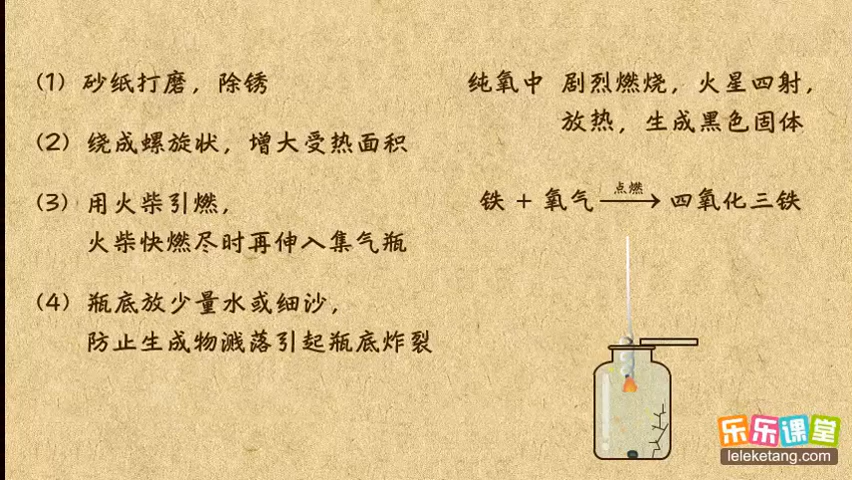 (1) 砂纸打磨，除锈
(2) 绕成螺旋状，增大受热面积
(3) 用火柴引燃，
火柴快燃尽时再伸入集气瓶
(4) 瓶底放少量水或细沙，
防止生成物溅落引起瓶底炸裂
纯氧中 剧烈燃烧，火星四射，
放热，生成黑色固体
点燃
铁 + 氧气 → 四氧化三铁
乐乐课堂
leleketang.com